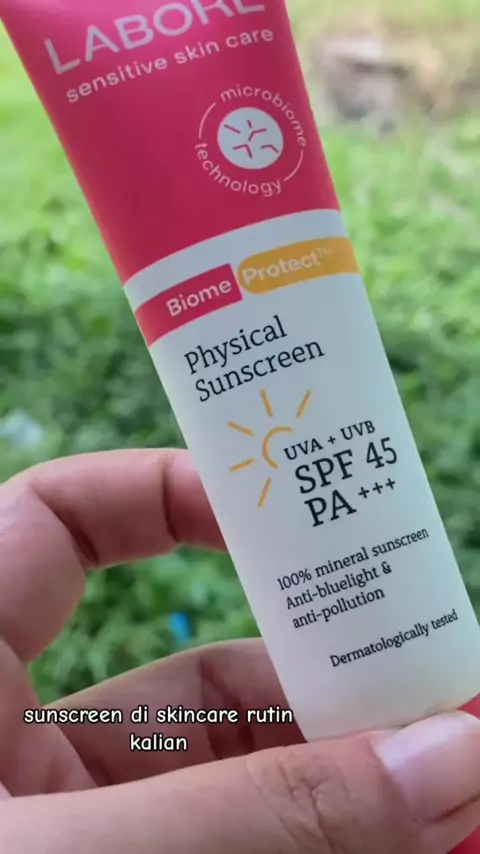 LABORE
sensitive skin care
microbiome
technology
Biome Protect™
Physical
Sunscreen
UVA + UVB
SPF 45
PA +++
100% mineral sunscreen
Anti-bluelight &
anti-pollution
Dermatologically tested
sunscreen di skincare rutin
kalian